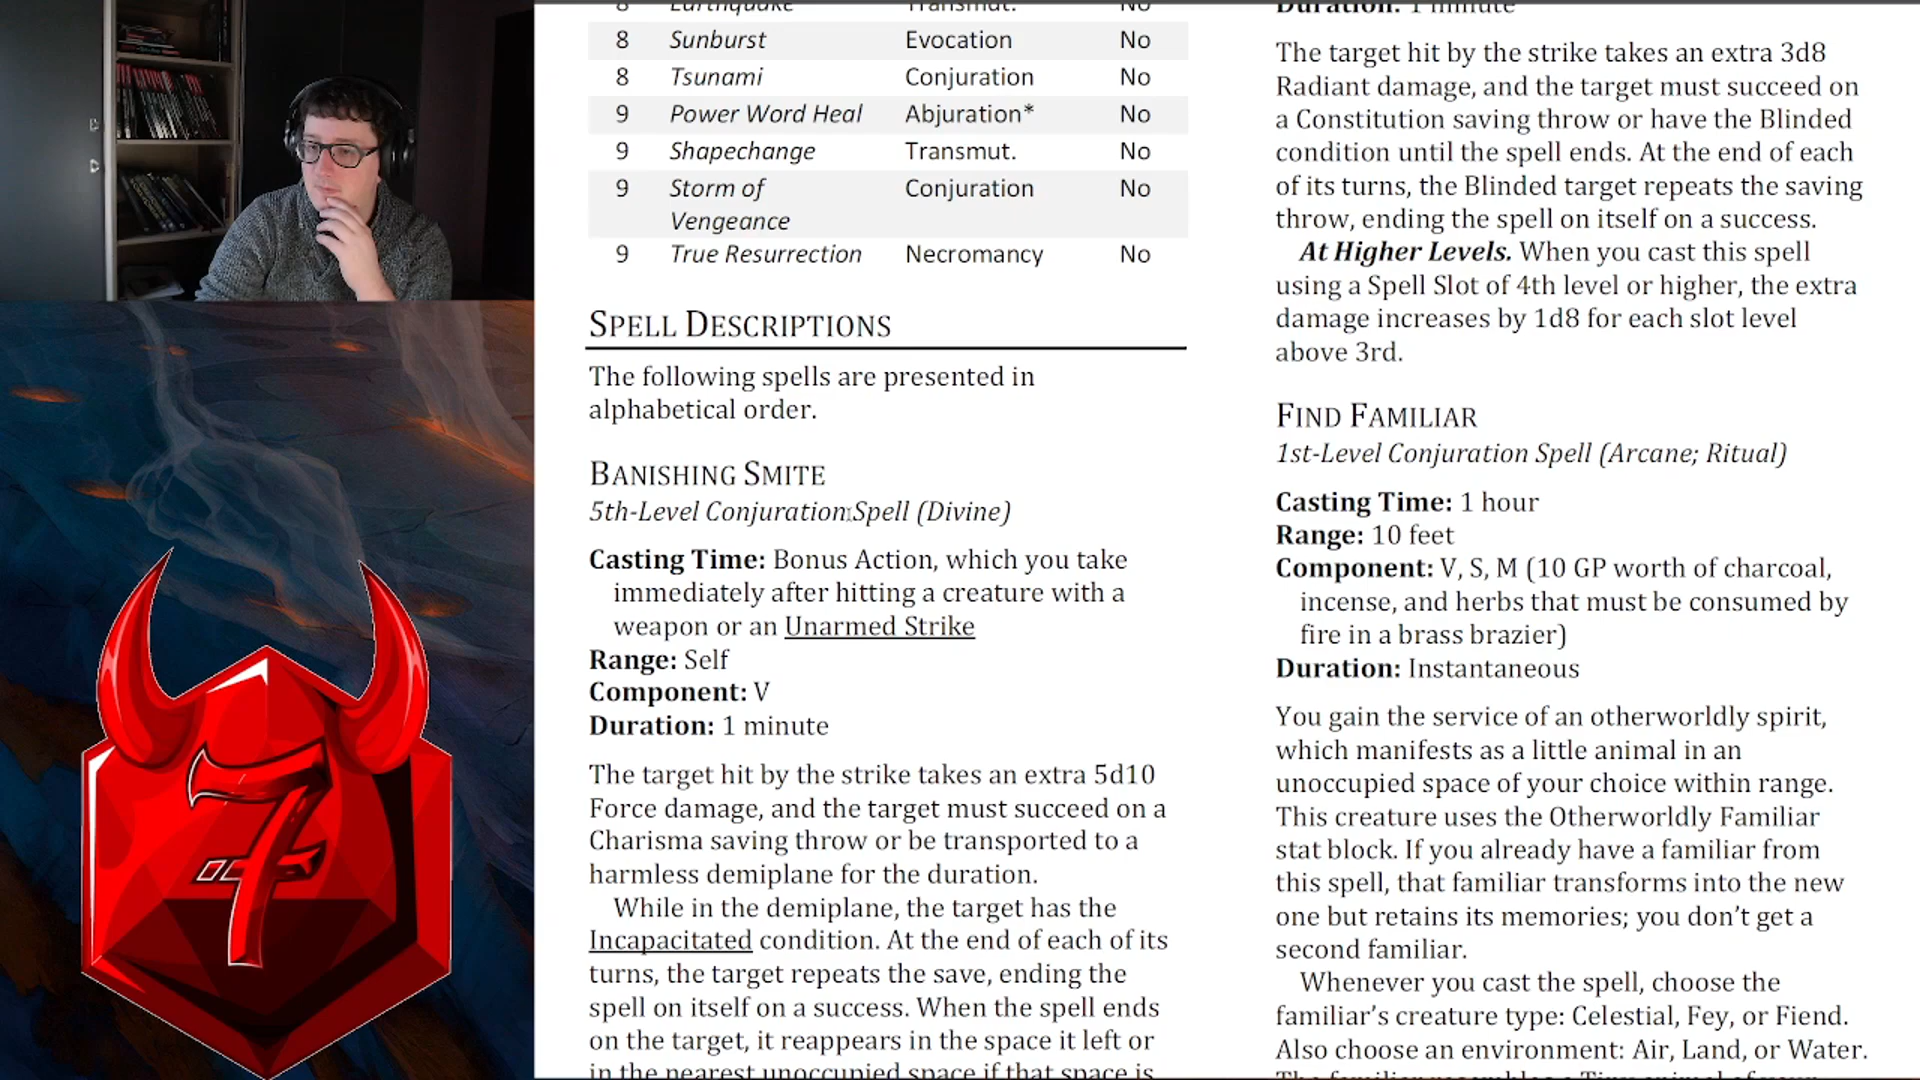 8 Earthquake Transmut. No
8 Sunburst Evocation No
8 Tsunami Conjuration No
9 Power Word Heal Abjuration* No
9 Shapechange Transmut. No
9 Storm of Vengeance Conjuration No
9 True Resurrection Necromancy No
SPELL DESCRIPTIONS
The following spells are presented in
alphabetical order.
BANISHING SMITE
5th-Level Conjuration Spell (Divine)
Casting Time: Bonus Action, which you take
immediately after hitting a creature with a
weapon or an Unarmed Strike
Range: Self
Component: V
Duration: 1 minute
The target hit by the strike takes an extra 5d10
Force damage, and the target must succeed on a
Charisma saving throw or be transported to a
harmless demiplane for the duration.
While in the demiplane, the target has the
Incapacitated condition. At the end of each of its
turns, the target repeats the save, ending the
spell on itself on a success. When the spell ends
on the target, it reappears in the space it left or
in the nearest unoccupied space if that space is
Duration: 1 minute
The target hit by the strike takes an extra 3d8
Radiant damage, and the target must succeed on
a Constitution saving throw or have the Blinded
condition until the spell ends. At the end of each
of its turns, the Blinded target repeats the saving
throw, ending the spell on itself on a success.
At Higher Levels. When you cast this spell
using a Spell Slot of 4th level or higher, the extra
damage increases by 1d8 for each slot level
above 3rd.
FIND FAMILIAR
1st-Level Conjuration Spell (Arcane; Ritual)
Casting Time: 1 hour
Range: 10 feet
Component: V, S, M (10 GP worth of charcoal,
incense, and herbs that must be consumed by
fire in a brass brazier)
Duration: Instantaneous
You gain the service of an otherworldly spirit,
which manifests as a little animal in an
unoccupied space of your choice within range.
This creature uses the Otherworldly Familiar
stat block. If you already have a familiar from
this spell, that familiar transforms into the new
one but retains its memories; you don't get a
second familiar.
Whenever you cast the spell, choose the
familiar's creature type: Celestial, Fey, or Fiend.
Also choose an environment: Air, Land, or Water.
7